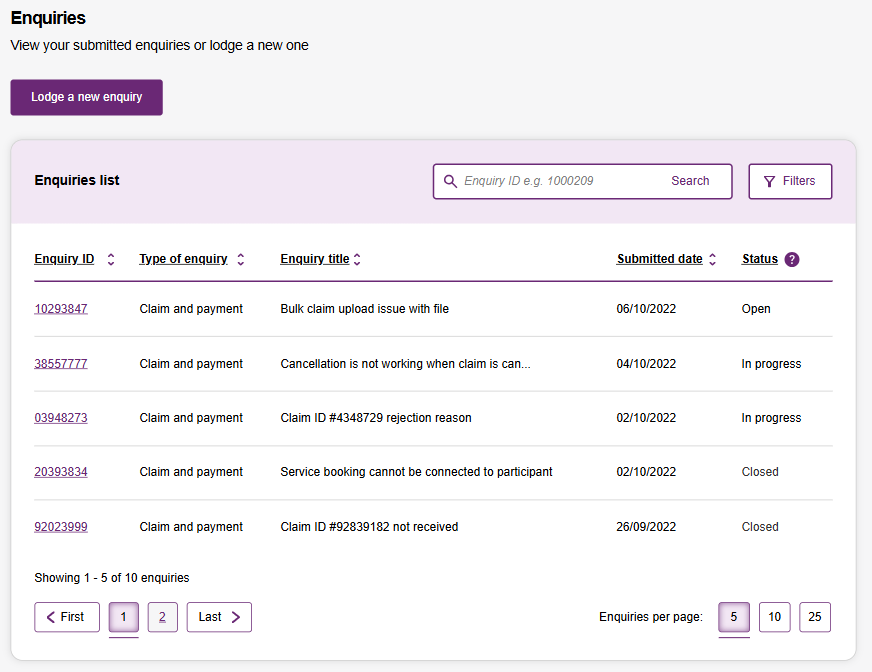 Enquiries
View your submitted enquiries or lodge a new one
Lodge a new enquiry
Enquiries list
Enquiry ID e.g. 1000209 Search Filters
Enquiry ID Type of enquiry Enquiry title Submitted date Status ?
10293847 Claim and payment Bulk claim upload issue with file 06/10/2022 Open
38557777 Claim and payment Cancellation is not working when claim is can... 04/10/2022 In progress
03948273 Claim and payment Claim ID #4348729 rejection reason 02/10/2022 In progress
20393834 Claim and payment Service booking cannot be connected to participant 02/10/2022 Closed
92023999 Claim and payment Claim ID #92839182 not received 26/09/2022 Closed
Showing 1 - 5 of 10 enquiries
First 1 2 Last Enquiries per page: 5 10 25